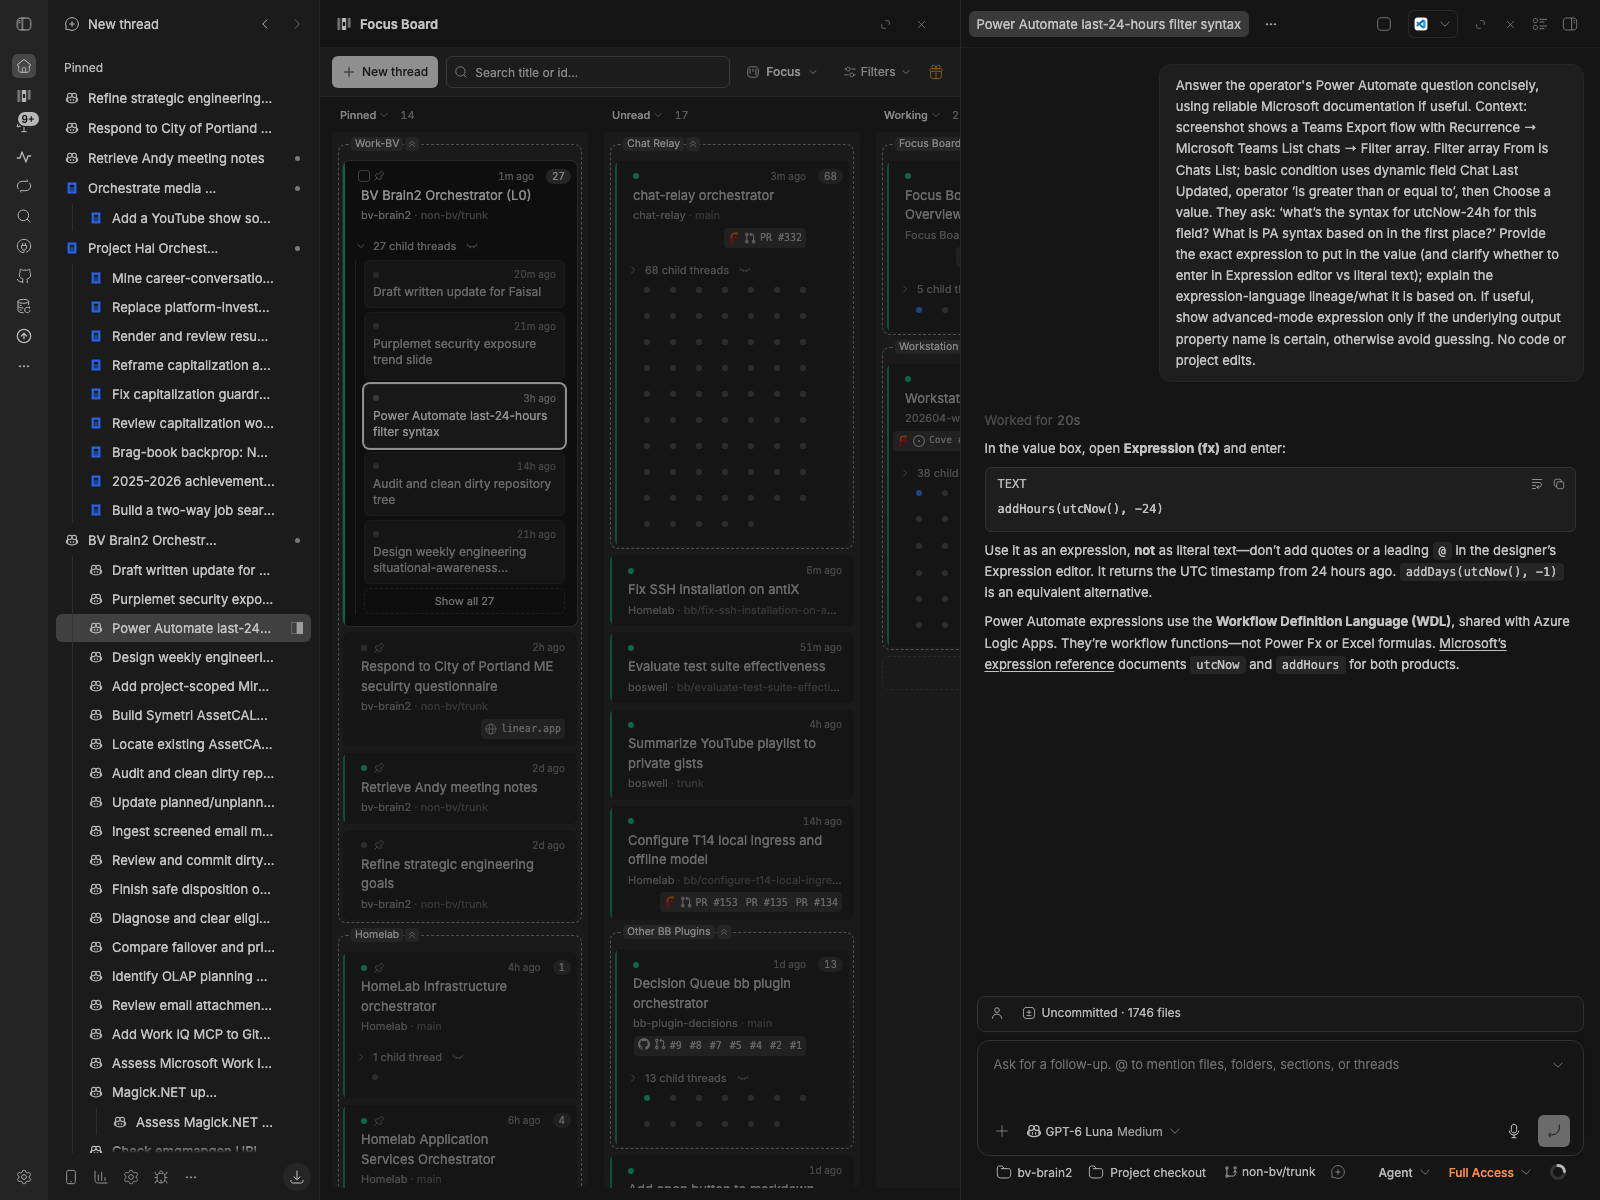 New thread
Pinned
Refine strategic engineering...
Respond to City of Portland ...
Retrieve Andy meeting notes
Orchestrate media ...
Add a YouTube show so...
Project Hal Orchest...
Mine career-conversatio...
Replace platform-invest...
Render and review resu...
Reframe capitalization a...
Fix capitalization guardr...
Review capitalization wo...
Brag-book backprop: N...
2025-2026 achievement...
Build a two-way job sear...
BV Brain2 Orchestr...
Draft written update for ...
Purplemet security expo...
Power Automate last-24...
Design weekly engineeri...
Add project-scoped Mir...
Build Symetri AssetCAL...
Locate existing AssetCA...
Audit and clean dirty rep...
Update planned/unplann...
Ingest screened email m...
Review and commit dirty...
Finish safe disposition o...
Diagnose and clear eligi...
Compare failover and pri...
Identify OLAP planning ...
Review email attachmen...
Add Work IQ MCP to Git...
Assess Microsoft Work I...
Magick.NET up...
Assess Magick.NET ...
9+
Focus Board
New thread
Search title or id...
Focus
Filters
Pinned 14
Work-BV
1m ago 27
BV Brain2 Orchestrator (L0)
bv-brain2 · non-bv/trunk
27 child threads
20m ago
Draft written update for Faisal
21m ago
Purplemet security exposure
trend slide
3h ago
Power Automate last-24-hours
filter syntax
14h ago
Audit and clean dirty repository
tree
21h ago
Design weekly engineering
situational-awareness...
Show all 27
2h ago
Respond to City of Portland ME
secuirty questionnaire
bv-brain2 · non-bv/trunk
linear.app
2d ago
Retrieve Andy meeting notes
bv-brain2 · non-bv/trunk
2d ago
Refine strategic engineering
goals
bv-brain2 · non-bv/trunk
Homelab
4h ago 1
HomeLab Infrastructure
orchestrator
Homelab · main
1 child thread
6h ago 4
Homelab Application
Services Orchestrator
Homelab · main
Unread 17
Chat Relay
3m ago 68
chat-relay orchestrator
chat-relay · main
PR #332
68 child threads
6m ago
Fix SSH installation on antiX
Homelab · bb/fix-ssh-installation-on-a...
51m ago
Evaluate test suite effectiveness
boswell · bb/evaluate-test-suite-effecti...
4h ago
Summarize YouTube playlist to
private gists
boswell · trunk
14h ago
Configure T14 local ingress and
offline model
Homelab · bb/configure-t14-local-ingre...
PR #153 PR #135 PR #134
Other BB Plugins
1d ago 13
Decision Queue bb plugin
orchestrator
bb-plugin-decisions · main
#9 #8 #7 #5 #4 #2 #1
13 child threads
1d ago
Add open button to markdown
Working 2
Focus Board
Focus Bo
Overview
Focus Boa
5 child t
Workstation
Workstat
202604-w
Cove
38 child
Power Automate last-24-hours filter syntax
Answer the operator's Power Automate question concisely,
using reliable Microsoft documentation if useful. Context:
screenshot shows a Teams Export flow with Recurrence →
Microsoft Teams List chats → Filter array. Filter array From is
Chats List; basic condition uses dynamic field Chat Last
Updated, operator ‘is greater than or equal to’, then Choose a
value. They ask: ‘what’s the syntax for utcNow-24h for this
field? What is PA syntax based on in the first place?’ Provide
the exact expression to put in the value (and clarify whether to
enter in Expression editor vs literal text); explain the
expression-language lineage/what it is based on. If useful,
show advanced-mode expression only if the underlying output
property name is certain, otherwise avoid guessing. No code or
project edits.
Worked for 20s
In the value box, open Expression (fx) and enter:
TEXT
addHours(utcNow(), -24)
Use it as an expression, not as literal text—don’t add quotes or a leading @ in the designer’s
Expression editor. It returns the UTC timestamp from 24 hours ago. addDays(utcNow(), -1)
is an equivalent alternative.
Power Automate expressions use the Workflow Definition Language (WDL), shared with Azure
Logic Apps. They’re workflow functions—not Power Fx or Excel formulas. Microsoft’s
expression reference documents utcNow and addHours for both products.
Uncommitted · 1746 files
Ask for a follow-up. @ to mention files, folders, sections, or threads
GPT-6 Luna Medium
bv-brain2 Project checkout non-bv/trunk Agent Full Access